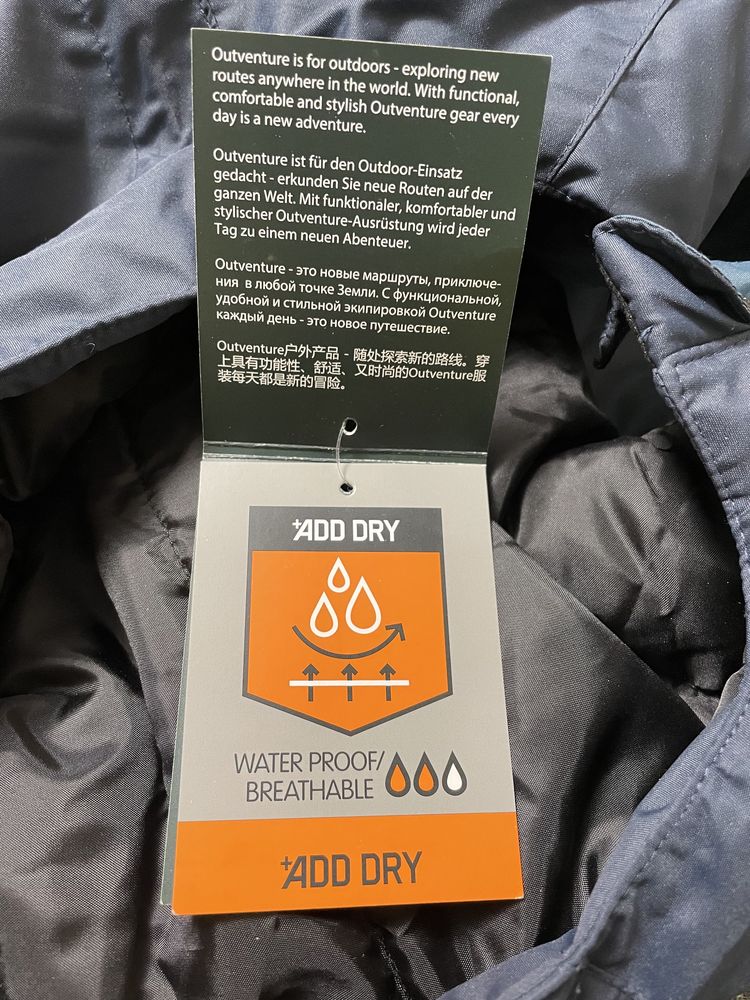 Outventure is for outdoors - exploring new
routes anywhere in the world. With functional,
comfortable and stylish Outventure gear every
day is a new adventure.
Outventure ist für den Outdoor-Einsatz
gedacht - erkunden Sie neue Routen auf der
ganzen Welt. Mit funktionaler, komfortabler und
stylischer Outventure-Ausrüstung wird jeder
Tag zu einem neuen Abenteuer.
Outventure - это новые маршруты, приключе-
ния в любой точке Земли. С функциональной,
удобной и стильной экипировкой Outventure
каждый день - это новое путешествие.
Outventure户外产品 - 随处探索新的路线。穿
上具有功能性、舒适、又时尚的Outventure服
装每天都是新的冒险。
+ADD DRY
WATER PROOF/
BREATHABLE
+ADD DRY